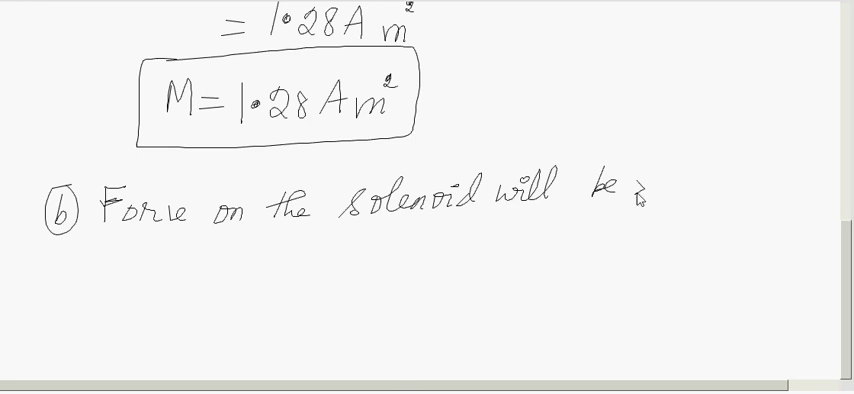 = 1.28 A m²
M = 1.28 A m²
(b) Force on the solenoid will be